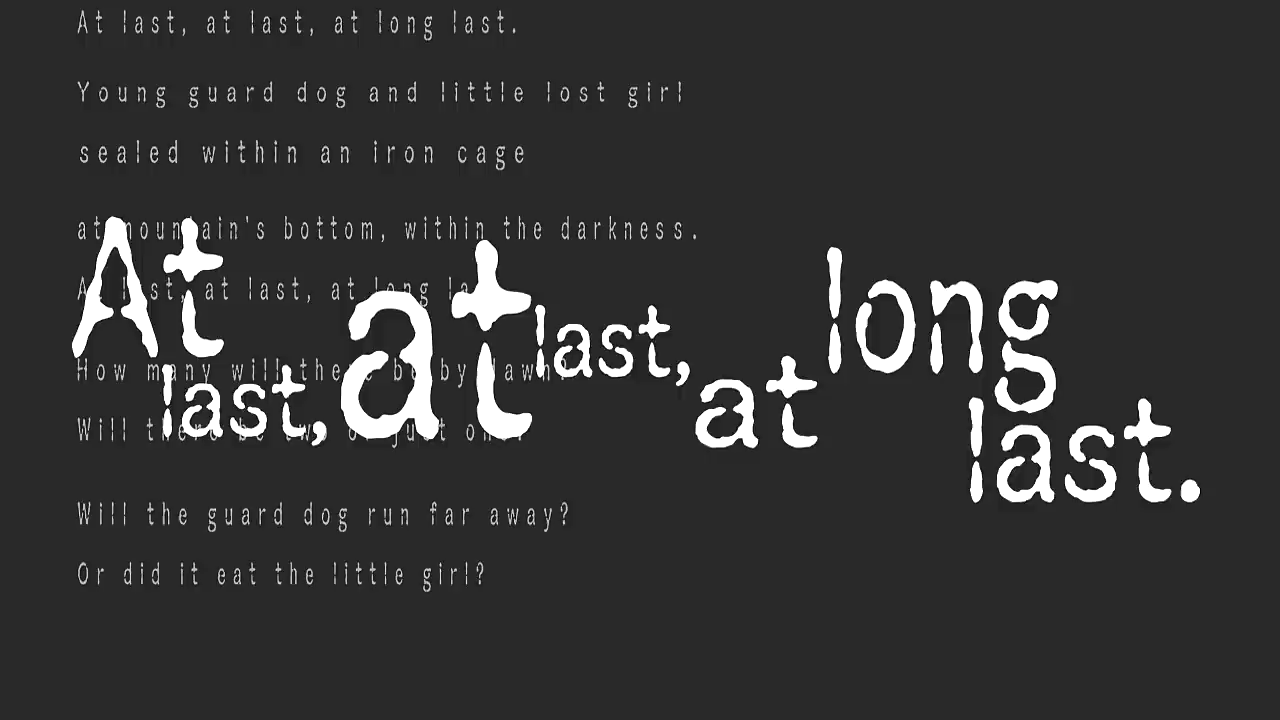 At last, at last, at long last.
Young guard dog and little lost girl
sealed within an iron cage
at mountain's bottom, within the darkness.
At last, at last, at long last.
How many will there be by dawn?
Will there be two or just one?
Will the guard dog run far away?
Or did it eat the little girl?
At last, at last, at long last.